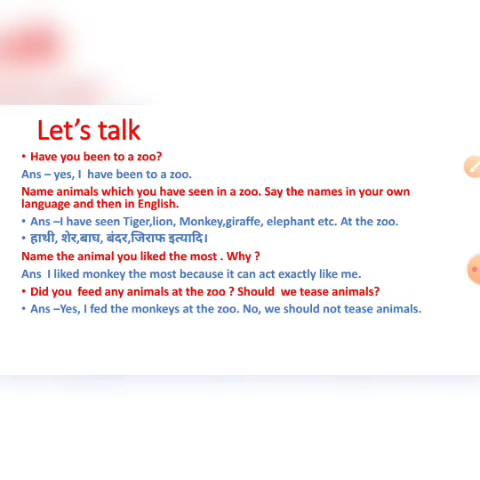 Let's talk
• Have you been to a zoo?
Ans – yes, I have been to a zoo.
Name animals which you have seen in a zoo. Say the names in your own
language and then in English.
• Ans –I have seen Tiger,lion, Monkey,giraffe, elephant etc. At the zoo.
• हाथी, शेर,बाघ, बंदर,जिराफ इत्यादि।
Name the animal you liked the most . Why ?
Ans I liked monkey the most because it can act exactly like me.
• Did you feed any animals at the zoo ? Should we tease animals?
• Ans –Yes, I fed the monkeys at the zoo. No, we should not tease animals.